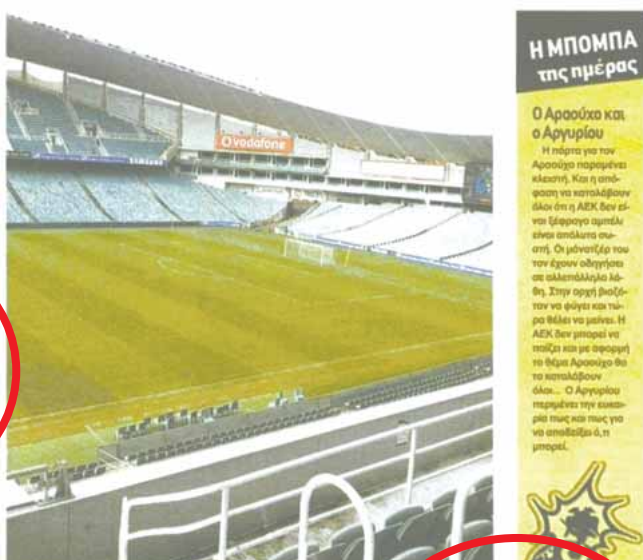 vodafone
Η ΜΠΟΜΠΑ
της ημέρας
Ο Αραούχο και
ο Αργυρίου
Η πόρτα για τον
Αραούχο παραμένει
κλειστή. Και η από-
φαση να καταλάβουν
όλοι ότι η ΑΕΚ δεν εί-
ναι ξέφραγο αμπέλι
είναι απόλυτα σω-
στή. Οι μάνατζέρ του
τον έχουν οδηγήσει
σε αλλεπάλληλα λά-
θη. Στην αρχή βιαζό-
ταν να φύγει και τώ-
ρα θέλει να μείνει. Η
ΑΕΚ δεν μπορεί να
παίζει και με αφορμή
το θέμα Αραούχο θα
το καταλάβουν
όλοι... Ο Αργυρίου
περιμένει την ευκαι-
ρία πως και πως για
να αποδείξει ό,τι
μπορεί.